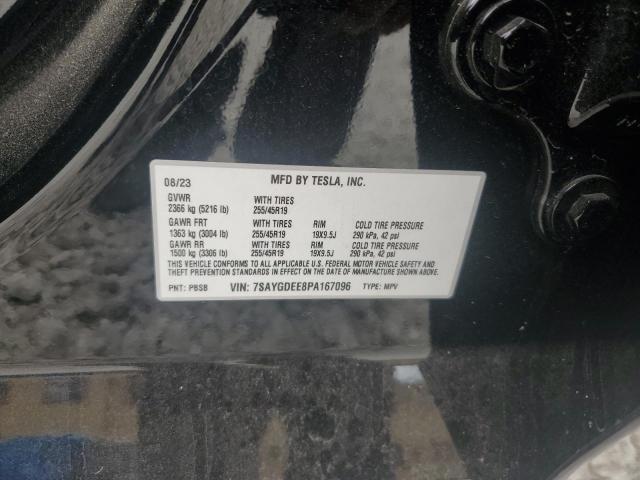 08/23 MFD BY TESLA, INC.
GVWR WITH TIRES
2366 kg (5216 lb) 255/45R19
GAWR FRT WITH TIRES RIM COLD TIRE PRESSURE
1363 kg (3004 lb) 255/45R19 19X9.5J 290 kPa, 42 psi
GAWR RR WITH TIRES RIM COLD TIRE PRESSURE
1500 kg (3306 lb) 255/45R19 19X9.5J 290 kPa, 42 psi
THIS VEHICLE CONFORMS TO ALL APPLICABLE U.S. FEDERAL MOTOR VEHICLE SAFETY AND
THEFT PREVENTION STANDARDS IN EFFECT ON THE DATE OF MANUFACTURE SHOWN ABOVE.
PNT: PBSB VIN: 7SAYGDEE8PA167096 TYPE: MPV